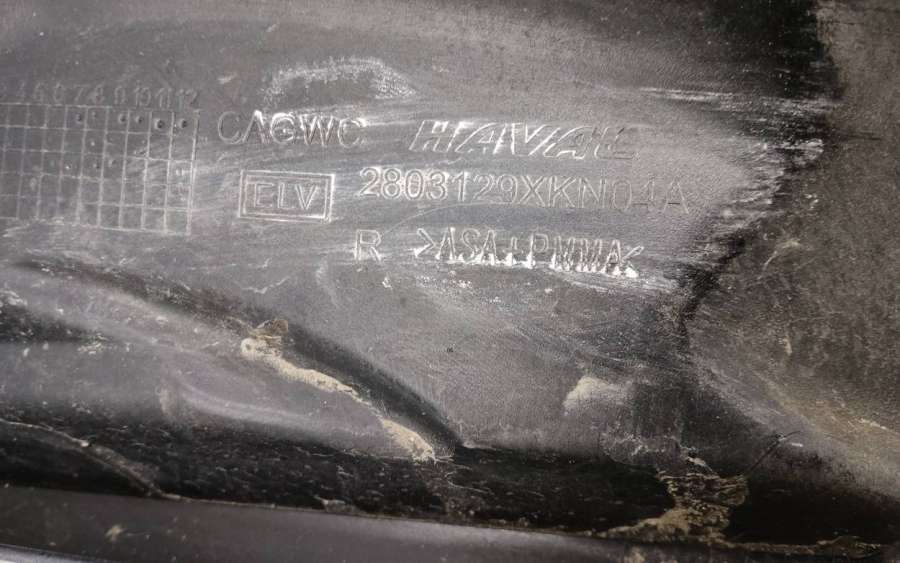 CAGWC HAVAL
ELV 2803129XKN04A
R >ASA+PMMA<